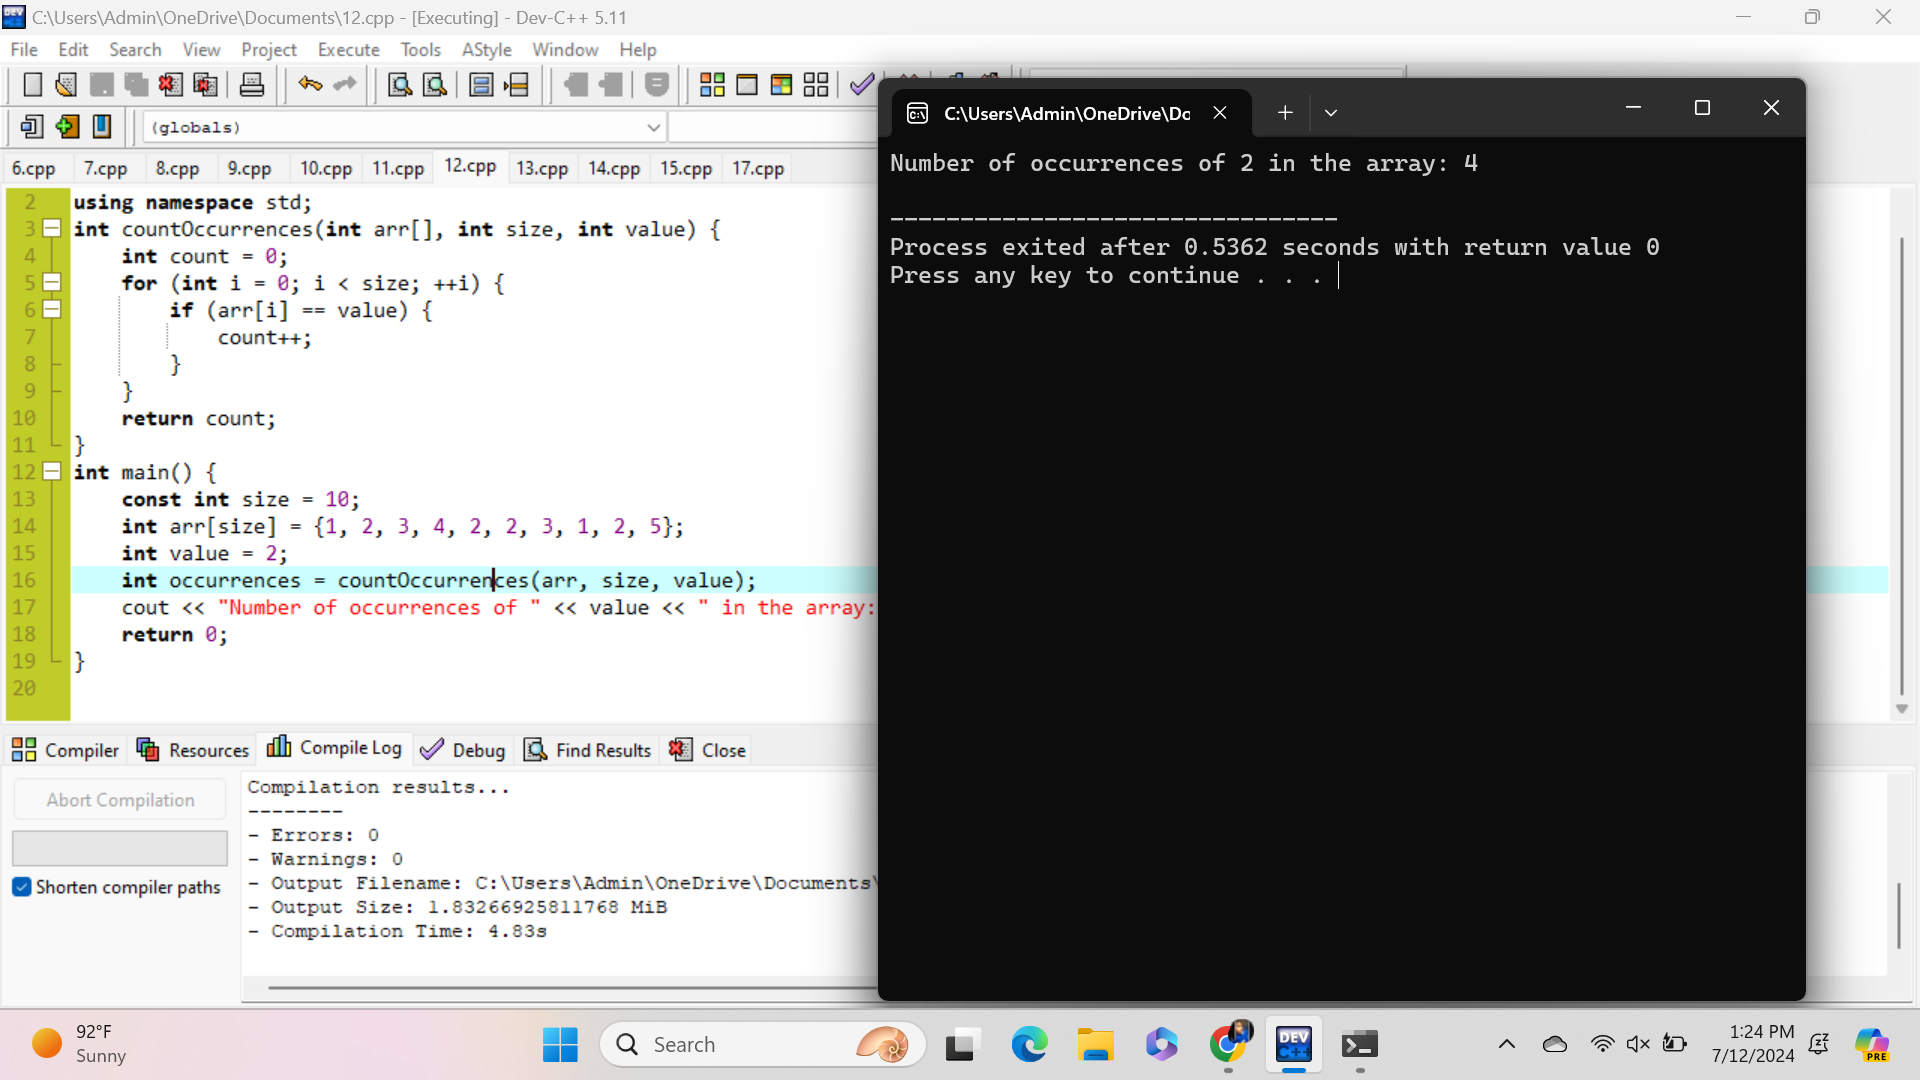 C:\Users\Admin\OneDrive\Documents\12.cpp - [Executing] - Dev-C++ 5.11
File Edit Search View Project Execute Tools AStyle Window Help
(globals)
6.cpp 7.cpp 8.cpp 9.cpp 10.cpp 11.cpp 12.cpp 13.cpp 14.cpp 15.cpp 17.cpp
2 using namespace std;
3 int countOccurrences(int arr[], int size, int value) {
4 int count = 0;
5 for (int i = 0; i < size; ++i) {
6 if (arr[i] == value) {
7 count++;
8 }
9 }
10 return count;
11 }
12 int main() {
13 const int size = 10;
14 int arr[size] = {1, 2, 3, 4, 2, 2, 3, 1, 2, 5};
15 int value = 2;
16 int occurrences = countOccurrences(arr, size, value);
17 cout << "Number of occurrences of " << value << " in the array:
18 return 0;
19 }
20
C:\Users\Admin\OneDrive\Do
Number of occurrences of 2 in the array: 4
--------------------------------
Process exited after 0.5362 seconds with return value 0
Press any key to continue . . .
Compiler Resources Compile Log Debug Find Results Close
Abort Compilation
Shorten compiler paths
Compilation results...
--------
- Errors: 0
- Warnings: 0
- Output Filename: C:\Users\Admin\OneDrive\Documents\
- Output Size: 1.83266925811768 MiB
- Compilation Time: 4.83s
92°F
Sunny
Search
DEV C++
1:24 PM
7/12/2024
PRE